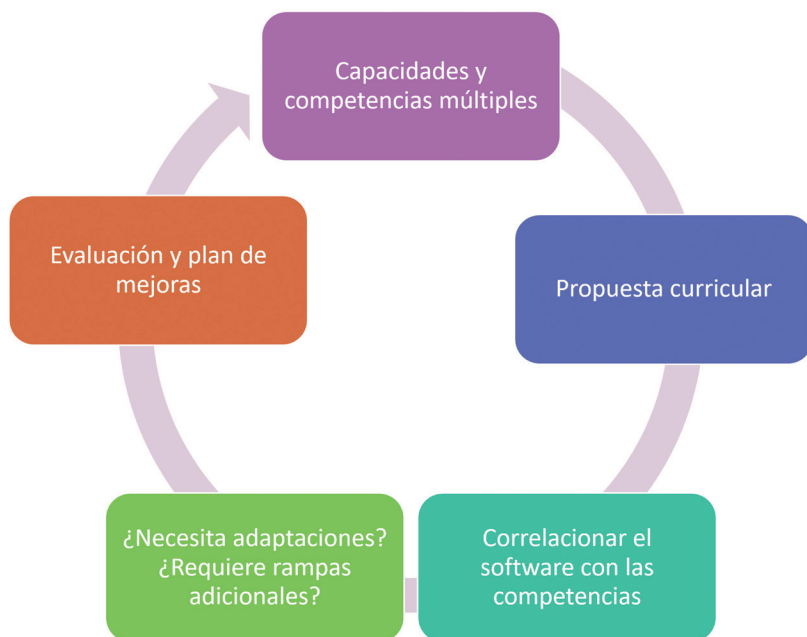 Capacidades y
competencias múltiples
Propuesta curricular
Correlacionar el
software con las
competencias
¿Necesita adaptaciones?
¿Requiere rampas
adicionales?
Evaluación y plan de
mejoras